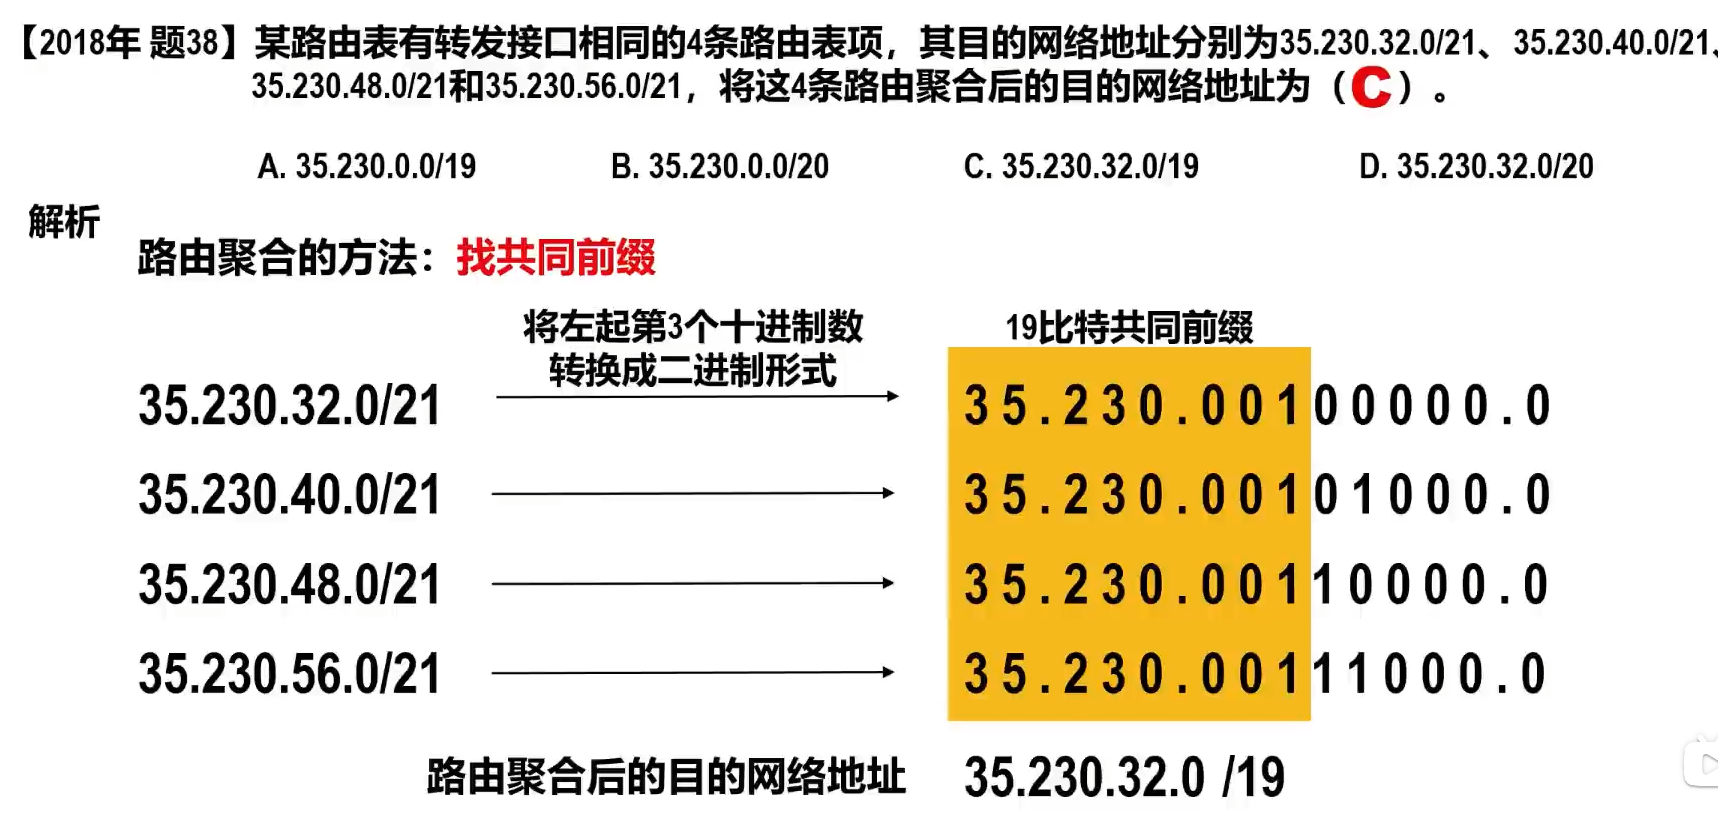 【2018年 题38】某路由表有转发接口相同的4条路由表项，其目的网络地址分别为35.230.32.0/21、35.230.40.0/21、
35.230.48.0/21和35.230.56.0/21，将这4条路由聚合后的目的网络地址为（C）。
A. 35.230.0.0/19 B. 35.230.0.0/20 C. 35.230.32.0/19 D. 35.230.32.0/20
解析
路由聚合的方法：找共同前缀
将左起第3个十进制数
转换成二进制形式
19比特共同前缀
35.230.32.0/21 35.230.00100000.0
35.230.40.0/21 35.230.00101000.0
35.230.48.0/21 35.230.00110000.0
35.230.56.0/21 35.230.00111000.0
路由聚合后的目的网络地址 35.230.32.0 /19